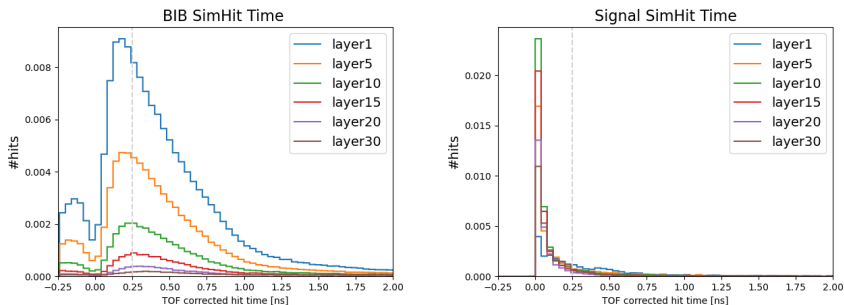 BIB SimHit Time
#hits
0.008
0.006
0.004
0.002
0.000
layer1
layer5
layer10
layer15
layer20
layer30
−0.25 0.00 0.25 0.50 0.75 1.00 1.25 1.50 1.75 2.00
TOF corrected hit time [ns]
Signal SimHit Time
#hits
0.020
0.015
0.010
0.005
0.000
layer1
layer5
layer10
layer15
layer20
layer30
−0.25 0.00 0.25 0.50 0.75 1.00 1.25 1.50 1.75 2.00
TOF corrected hit time [ns]